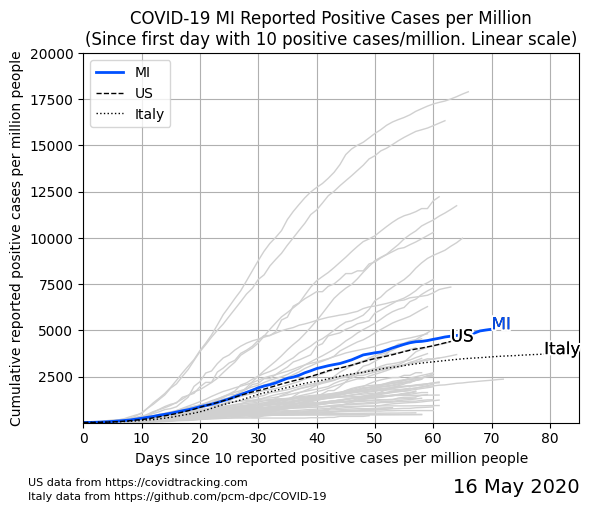 COVID-19 MI Reported Positive Cases per Million
(Since first day with 10 positive cases/million. Linear scale)
Cumulative reported positive cases per million people
20000
17500
15000
12500
10000
7500
5000
2500
MI
US
Italy
MI
US
Italy
0 10 20 30 40 50 60 70 80
Days since 10 reported positive cases per million people
US data from https://covidtracking.com
Italy data from https://github.com/pcm-dpc/COVID-19
16 May 2020